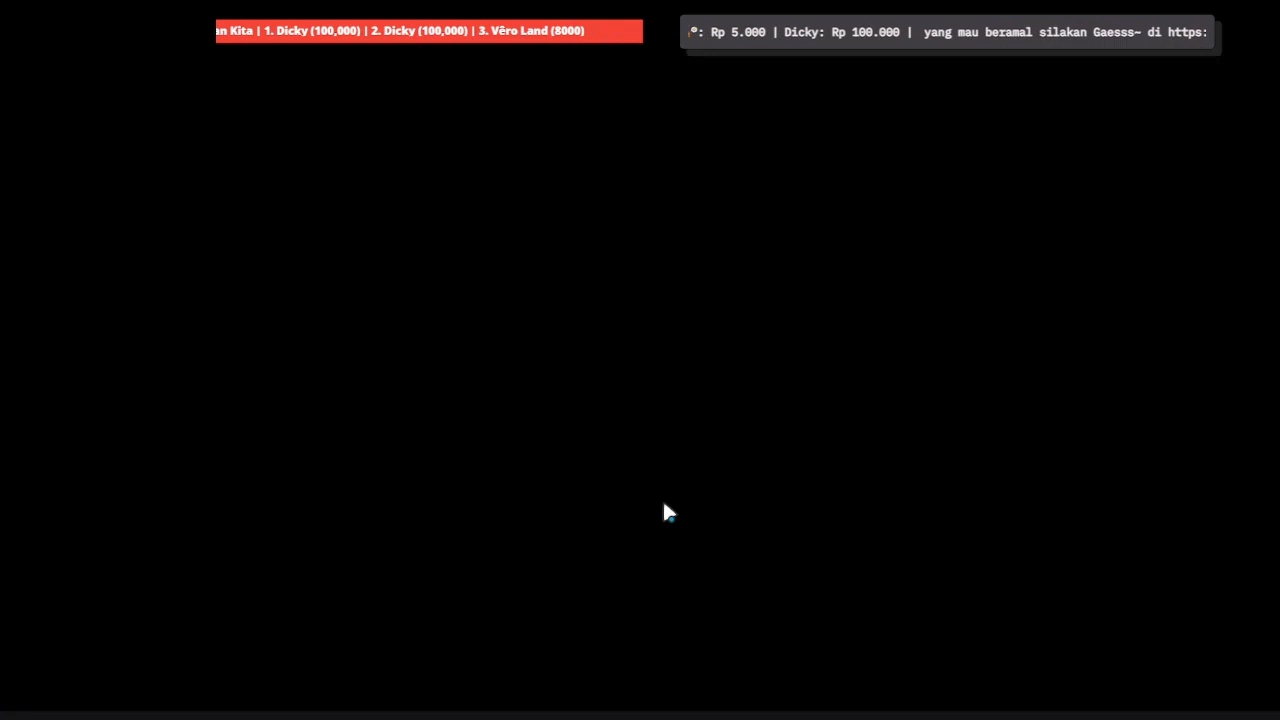 an Kita | 1. Dicky (100,000) | 2. Dicky (100,000) | 3. Vêro Land (8000)
: Rp 5.000 | Dicky: Rp 100.000 | yang mau beramal silakan Gaesss~ di https: